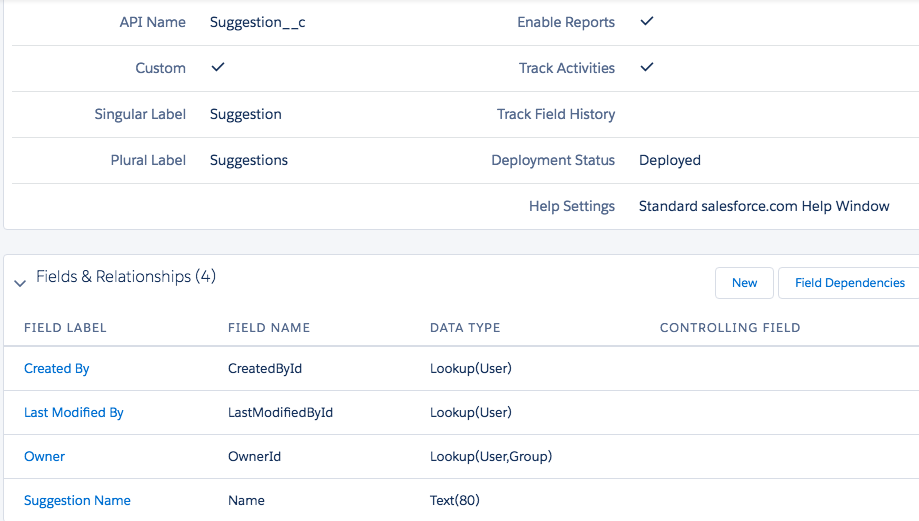 API Name Suggestion__c Enable Reports
Custom Track Activities
Singular Label Suggestion Track Field History
Plural Label Suggestions Deployment Status Deployed
Help Settings Standard salesforce.com Help Window
Fields & Relationships (4) New Field Dependencies
FIELD LABEL FIELD NAME DATA TYPE CONTROLLING FIELD
Created By CreatedById Lookup(User)
Last Modified By LastModifiedById Lookup(User)
Owner OwnerId Lookup(User,Group)
Suggestion Name Name Text(80)